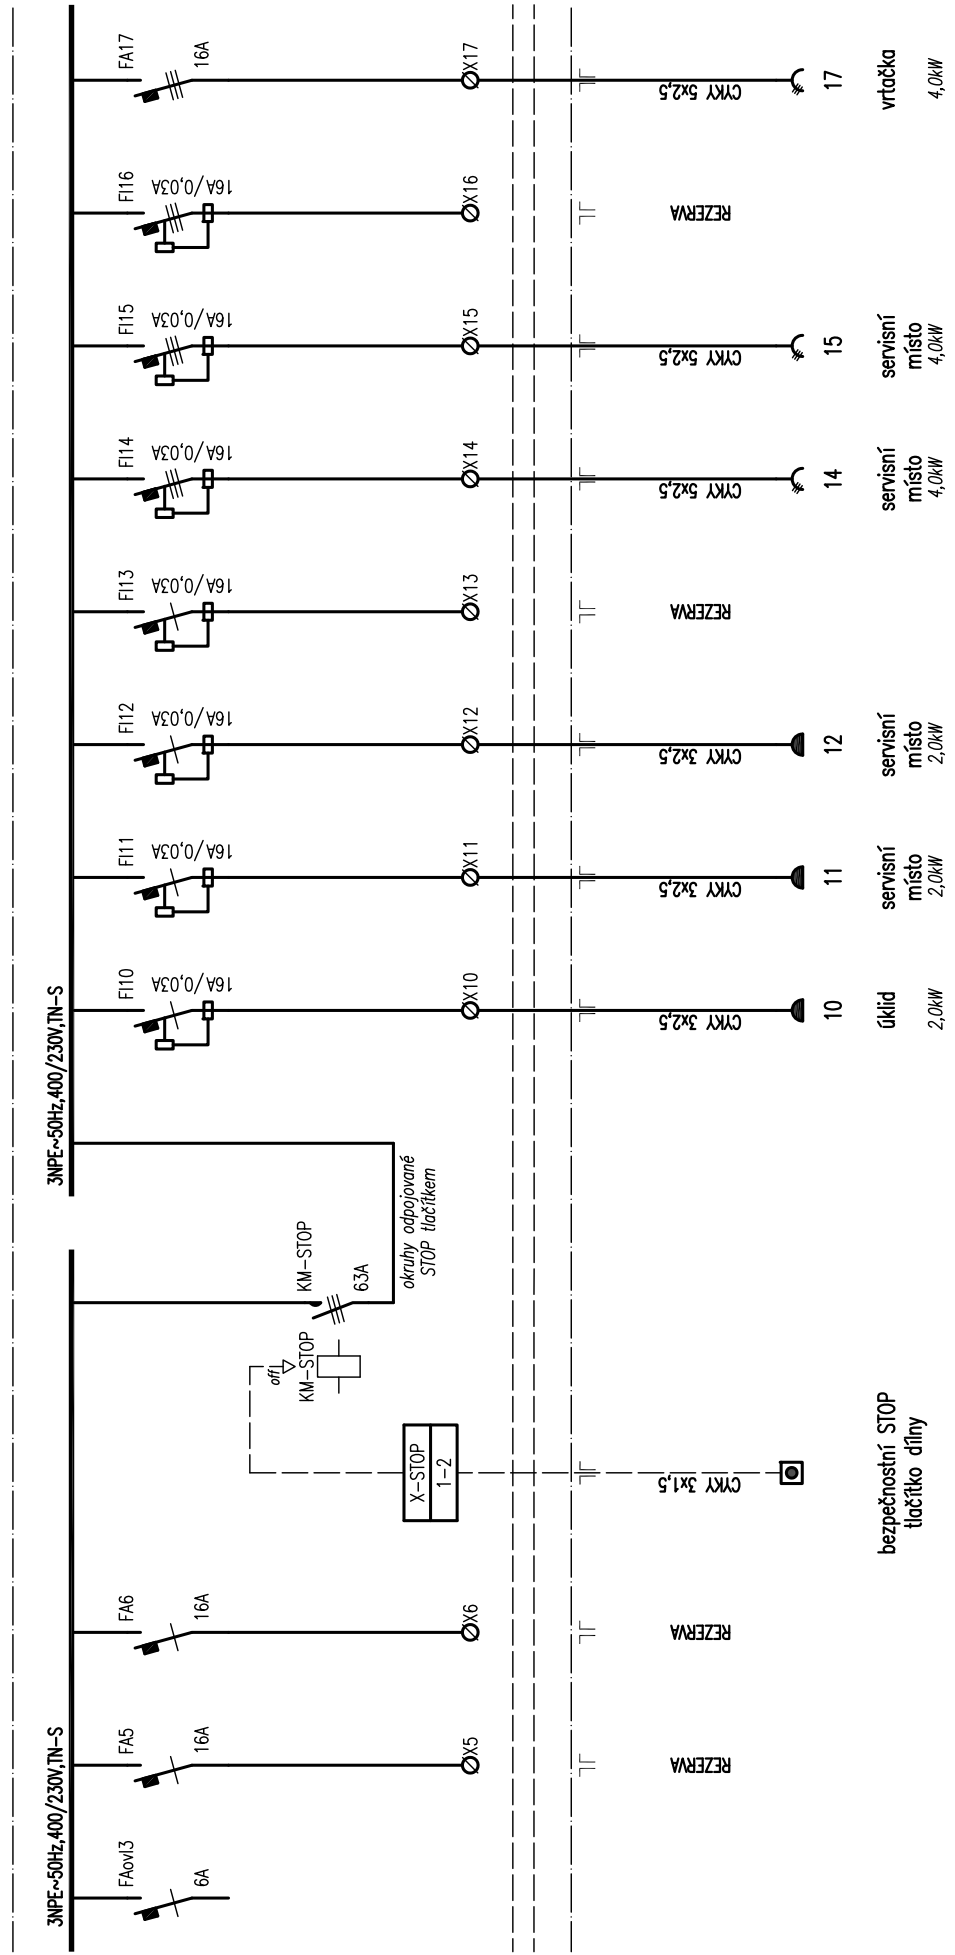 3NPE~50Hz,400/230V,TN-S
FAovl3
6A
FA5
16A
X5
REZERVA
FA6
16A
X6
REZERVA
X-STOP
1-2
CYKY 3x1,5
bezpečnostní STOP
tlačítko dílny
off
KM-STOP
KM-STOP
63A
okruhy odpojované
STOP tlačítkem
3NPE~50Hz,400/230V,TN-S
FI10
16A/0,03A
X10
CYKY 3x2,5
10
úklid
2,0kW
FI11
16A/0,03A
X11
CYKY 3x2,5
11
servisní
místo
2,0kW
FI12
16A/0,03A
X12
CYKY 3x2,5
12
servisní
místo
2,0kW
FI13
16A/0,03A
X13
REZERVA
FI14
16A/0,03A
X14
CYKY 5x2,5
14
servisní
místo
4,0kW
FI15
16A/0,03A
X15
CYKY 5x2,5
15
servisní
místo
4,0kW
FI16
16A/0,03A
X16
REZERVA
FA17
16A
X17
CYKY 5x2,5
17
vrtačka
4,0kW